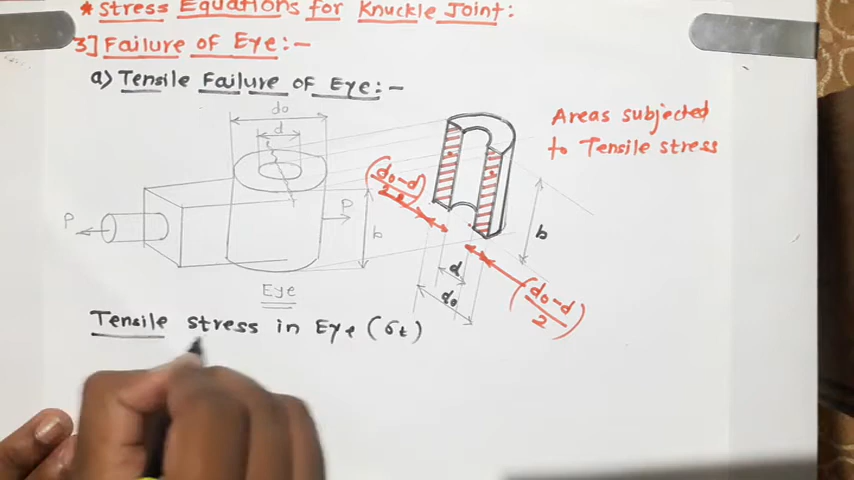 * Stress Equations for Knuckle Joint:
3] Failure of Eye:-
a) Tensile Failure of Eye:-
do
d
Areas subjected
to Tensile stress
(do-d)
2
P
P
b
b
d
do
(do-d)
2
Eye
Tensile stress in Eye (σt)